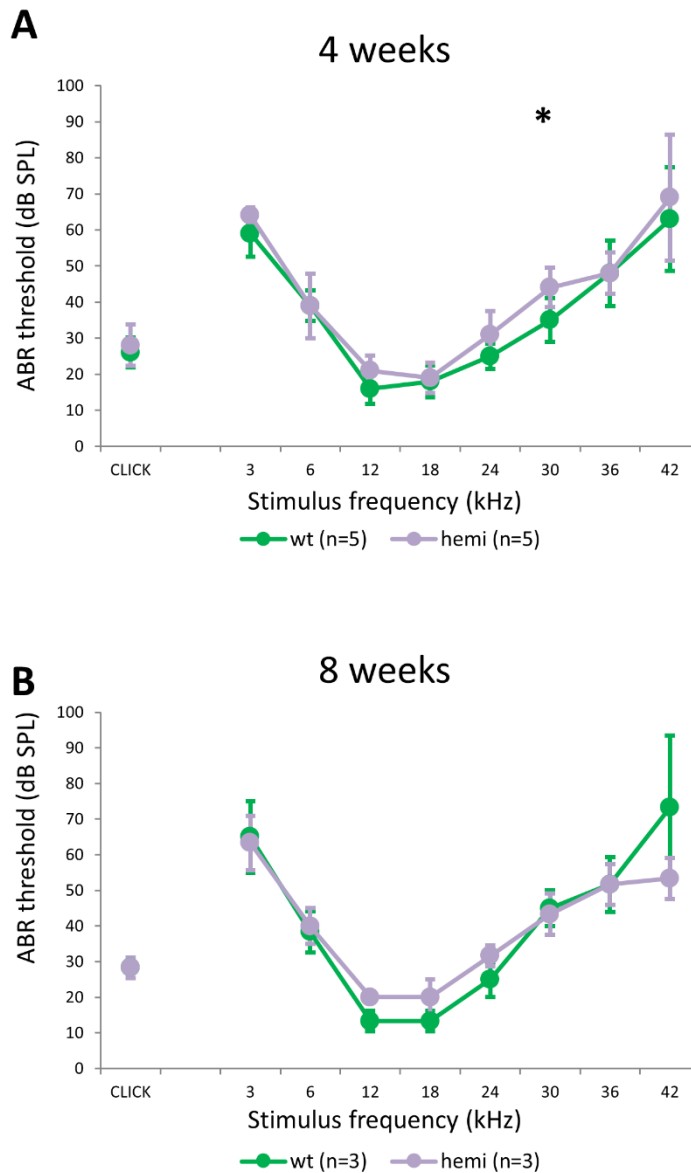 A
4 weeks
ABR threshold (dB SPL)
100
90
80
70
60
50
40
30
20
10
0
*
CLICK 3 6 12 18 24 30 36 42
Stimulus frequency (kHz)
wt (n=5) hemi (n=5)
B
8 weeks
ABR threshold (dB SPL)
100
90
80
70
60
50
40
30
20
10
0
CLICK 3 6 12 18 24 30 36 42
Stimulus frequency (kHz)
wt (n=3) hemi (n=3)